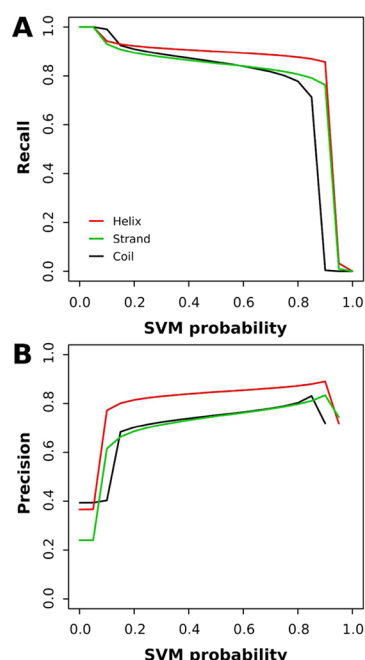 A
1.0
0.8
0.6
0.4
0.2
0.0
Recall
Helix
Strand
Coil
0.0 0.2 0.4 0.6 0.8 1.0
SVM probability
B
1.0
0.8
0.6
0.4
0.2
0.0
Precision
0.0 0.2 0.4 0.6 0.8 1.0
SVM probability